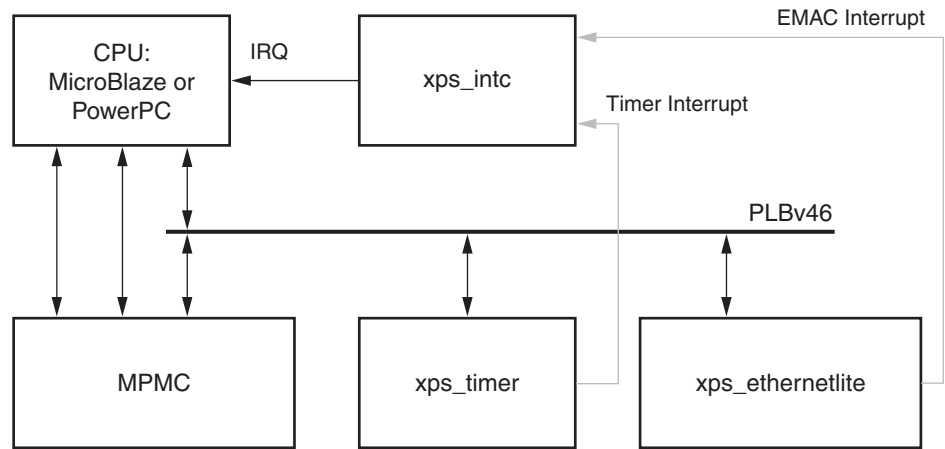 EMAC Interrupt
CPU:
MicroBlaze or
PowerPC
IRQ
xps_intc
Timer Interrupt
PLBv46
MPMC
xps_timer
xps_ethernetlite